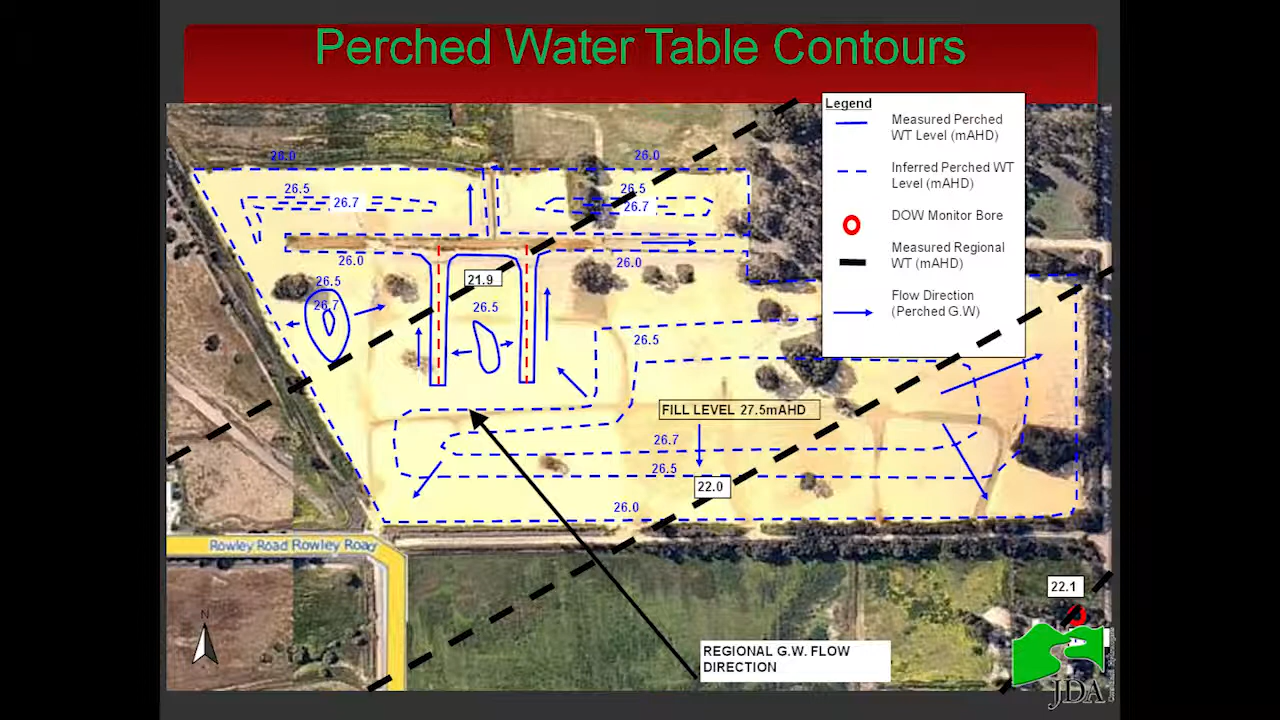 Perched Water Table Contours
Legend
Measured Perched
WT Level (mAHD)
Inferred Perched WT
Level (mAHD)
DOW Monitor Bore
Measured Regional
WT (mAHD)
Flow Direction
(Perched G.W)
26.0
26.0
26.5
26.7
26.5
26.7
26.0
26.0
21.9
26.5
26.7
26.5
26.5
FILL LEVEL 27.5mAHD
26.7
26.5
22.0
26.0
Rowley Road Rowley Road
22.1
N
REGIONAL G.W. FLOW
DIRECTION
JDA